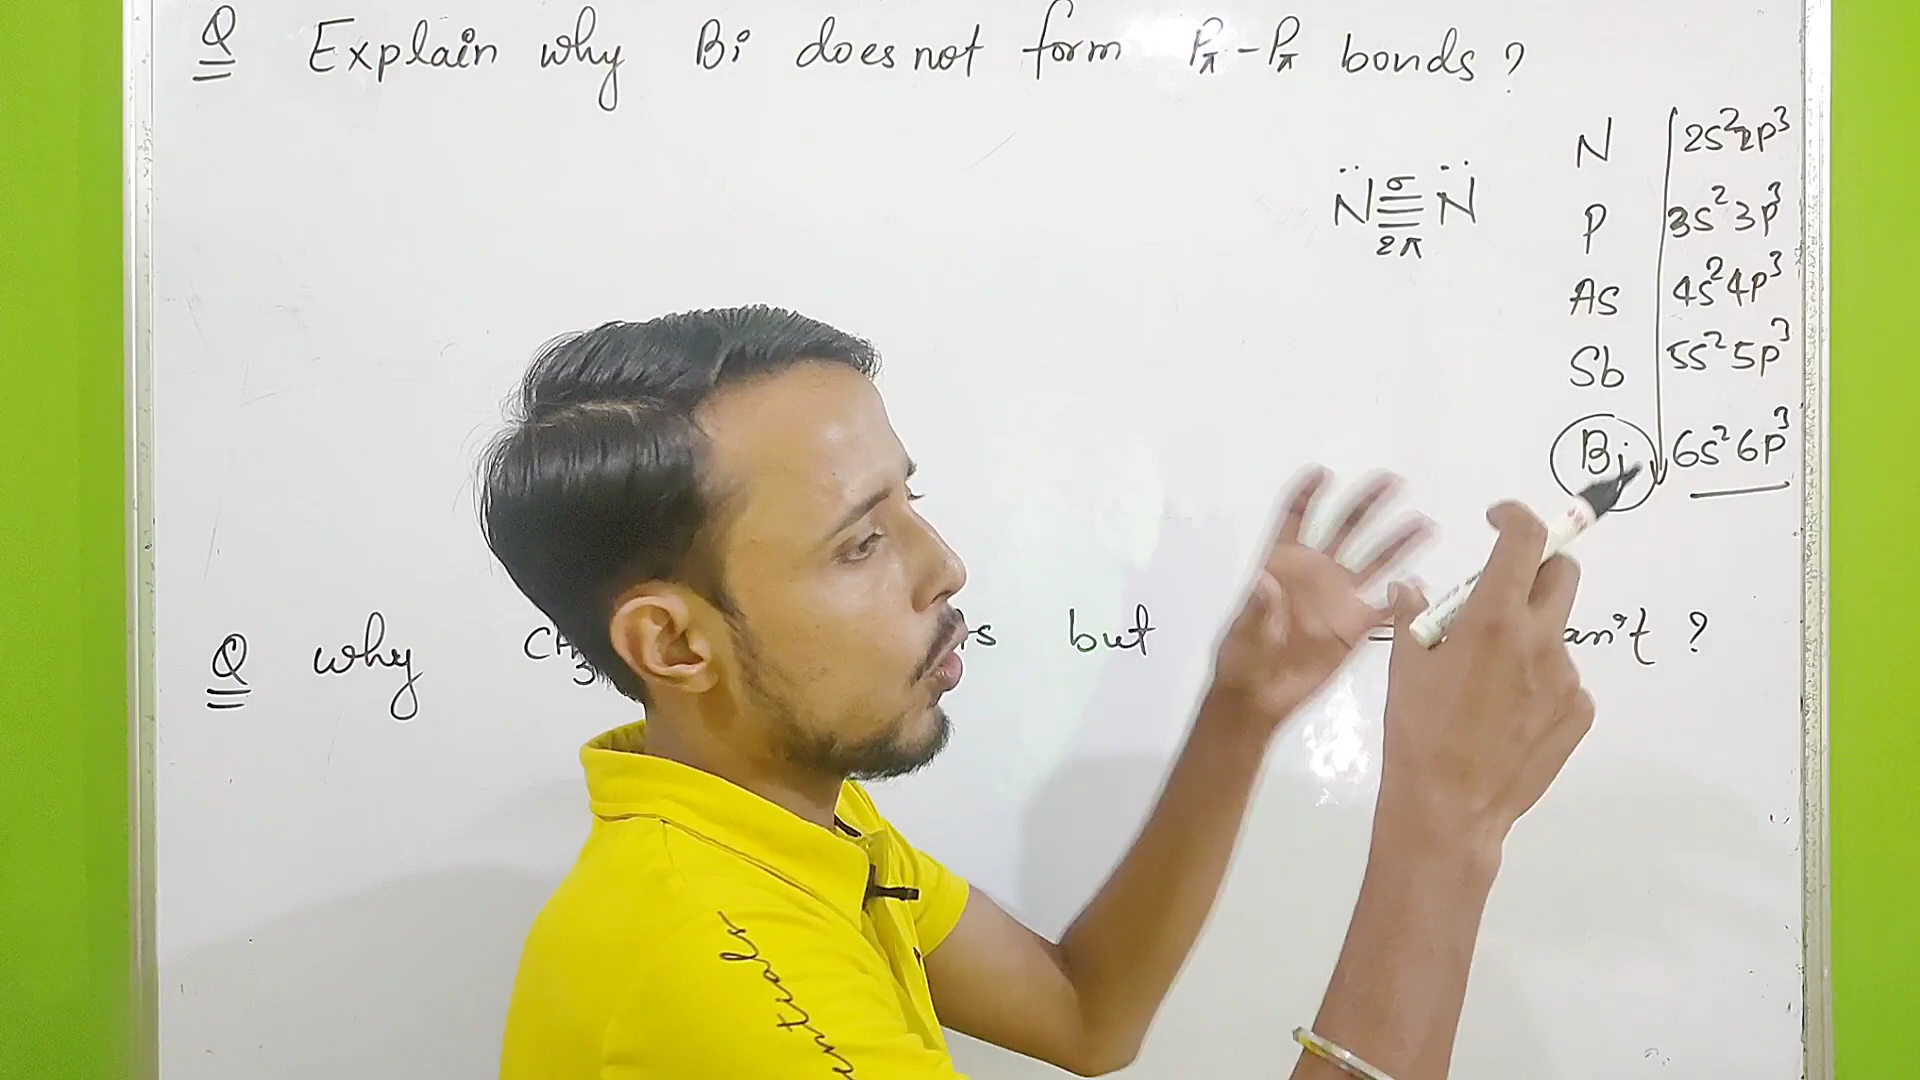 Q Explain why Bi does not form Pπ-Pπ bonds ?
N 2s²2p³
N̈ ≡ N̈
σ
2π
P 3s²3p³
As 4s²4p³
Sb 5s²5p³
Bi 6s²6p³
Q why but ?